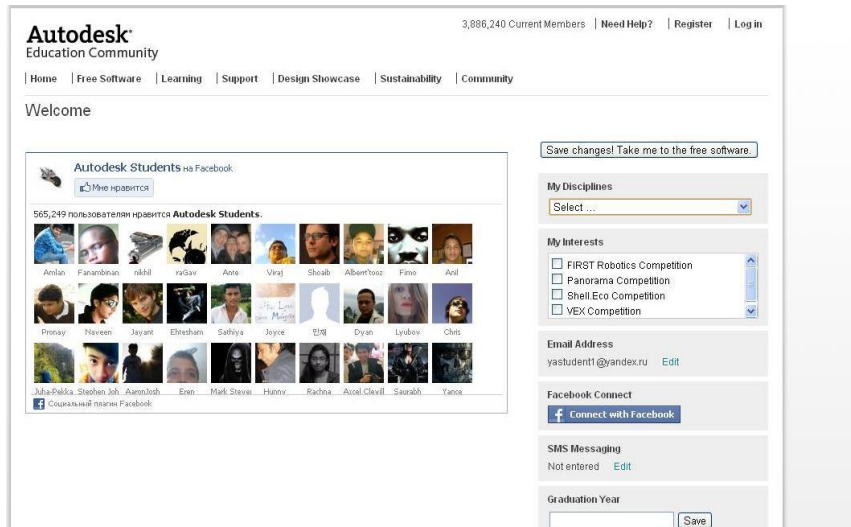 3,886,240 Current Members | Need Help? | Register | Log in
Autodesk
Education Community
| Home | Free Software | Learning | Support | Design Showcase | Sustainability | Community
Welcome
Autodesk Students на Facebook
Мне нравится
565,249 пользователям нравится Autodesk Students.
Amlan Fanambinan nikhil raGav Ante Viraj Shoaib Albert'tooz Fimo Anil
Pronay Naveen Jayant Ehtesham Sathiya Joyce 민재 Dyan Lyubov Chris
Juha-Pekka Stephen Joh AaronJosh Eren Mark Steven Hunny Rachna Axcel Clevill Saurabh Yance
Социальный плагин Facebook
Save changes! Take me to the free software.
My Disciplines
Select ...
My Interests
FIRST Robotics Competition
Panorama Competition
Shell.Eco Competition
VEX Competition
Email Address
yastudent1@yandex.ru Edit
Facebook Connect
Connect with Facebook
SMS Messaging
Not entered Edit
Graduation Year
Save